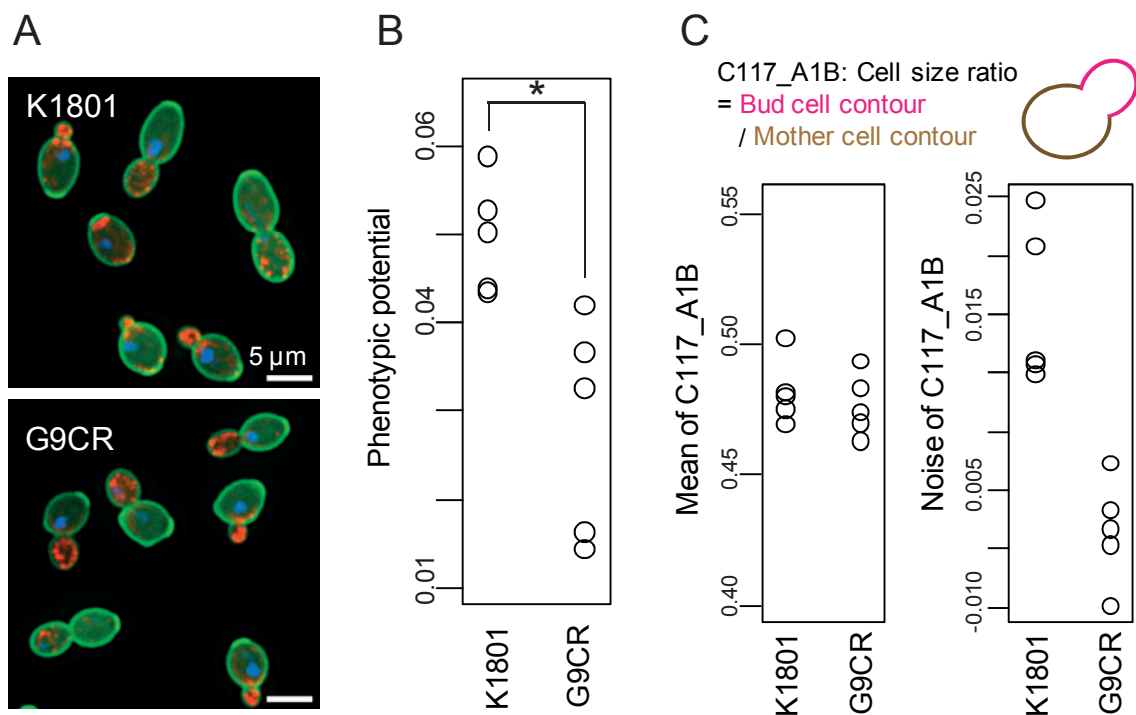 A
K1801
5 µm
G9CR
B
*
Phenotypic potential
0.06
0.04
0.01
K1801
G9CR
C
C117_A1B: Cell size ratio
= Bud cell contour
/ Mother cell contour
Mean of C117_A1B
0.55
0.50
0.45
0.40
K1801
G9CR
Noise of C117_A1B
0.025
0.015
0.005
-0.010
K1801
G9CR